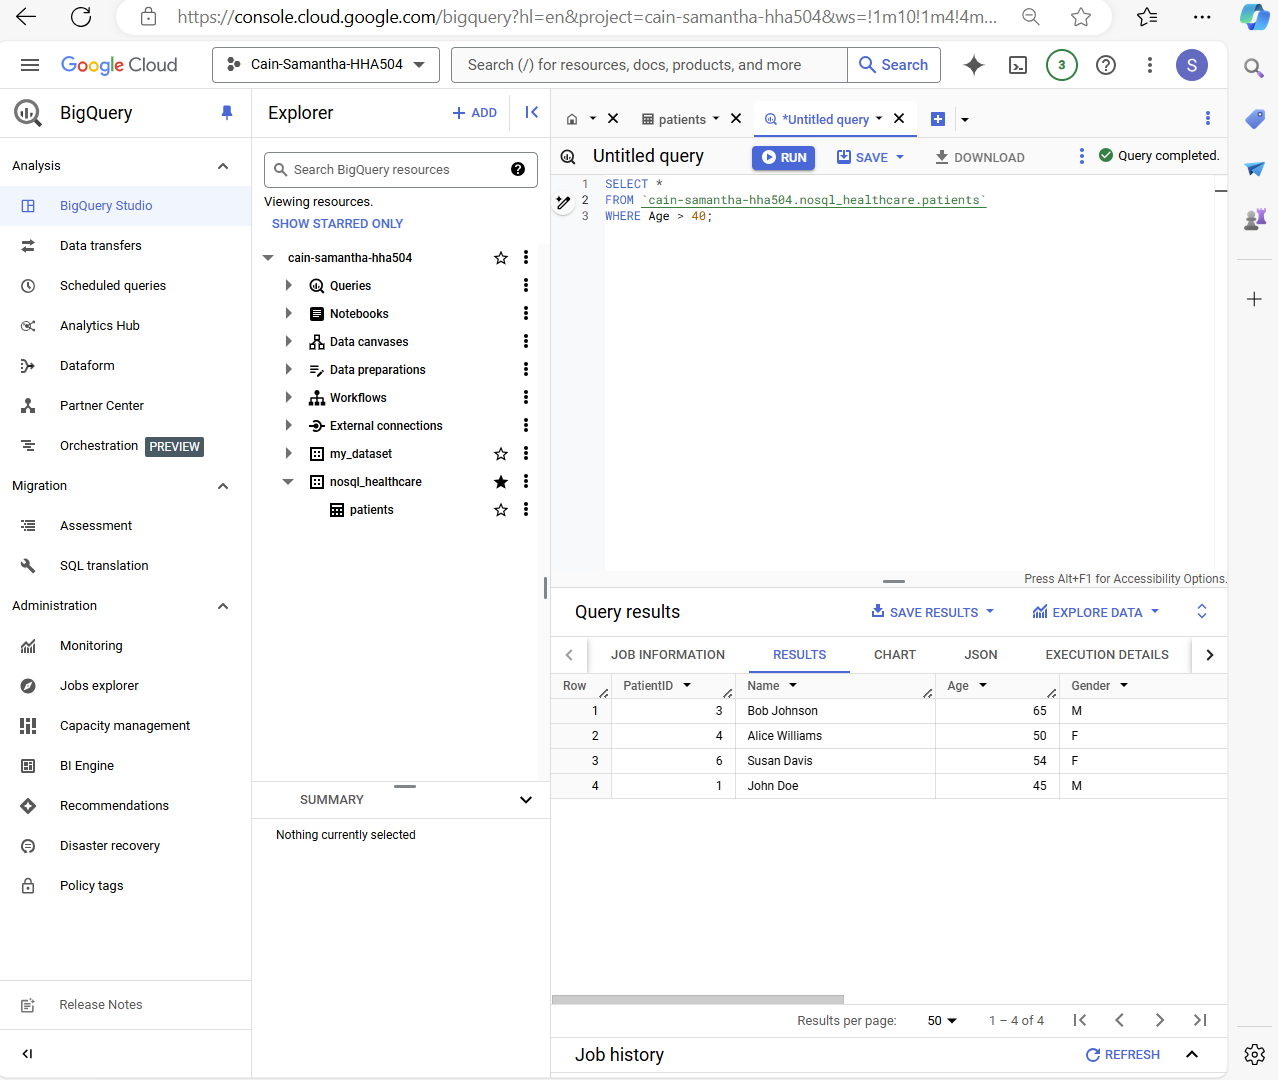 https://console.cloud.google.com/bigquery?hl=en&project=cain-samantha-hha504&ws=!1m10!1m4!4m...
Google Cloud
Cain-Samantha-HHA504
Search (/) for resources, docs, products, and more
Search
3
S
BigQuery
Analysis
BigQuery Studio
Data transfers
Scheduled queries
Analytics Hub
Dataform
Partner Center
Orchestration PREVIEW
Migration
Assessment
SQL translation
Administration
Monitoring
Jobs explorer
Capacity management
BI Engine
Recommendations
Disaster recovery
Policy tags
Release Notes
Explorer
+ ADD
Search BigQuery resources
Viewing resources.
SHOW STARRED ONLY
cain-samantha-hha504
Queries
Notebooks
Data canvases
Data preparations
Workflows
External connections
my_dataset
nosql_healthcare
patients
SUMMARY
Nothing currently selected
patients
*Untitled query
Untitled query
RUN
SAVE
DOWNLOAD
Query completed.
1 SELECT *
2 FROM `cain-samantha-hha504.nosql_healthcare.patients`
3 WHERE Age > 40;
Press Alt+F1 for Accessibility Options.
Query results
SAVE RESULTS
EXPLORE DATA
JOB INFORMATION RESULTS CHART JSON EXECUTION DETAILS
Row PatientID Name Age Gender
1 3 Bob Johnson 65 M
2 4 Alice Williams 50 F
3 6 Susan Davis 54 F
4 1 John Doe 45 M
Results per page: 50 1 – 4 of 4
Job history
REFRESH